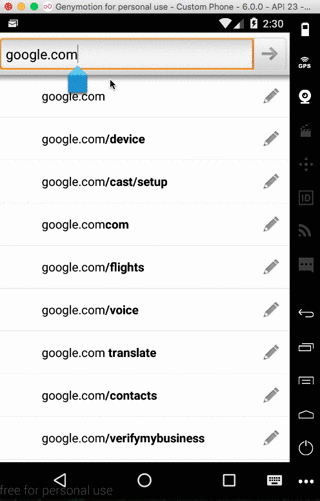 Genymotion for personal use - Custom Phone - 6.0.0 - API 23 -...
2:30
google.com
GPS
google.com
google.com/device
google.com/cast/setup
google.comcom
ID
google.com/flights
google.com/voice
google.com translate
google.com/contacts
google.com/verifymybusiness
free for personal use